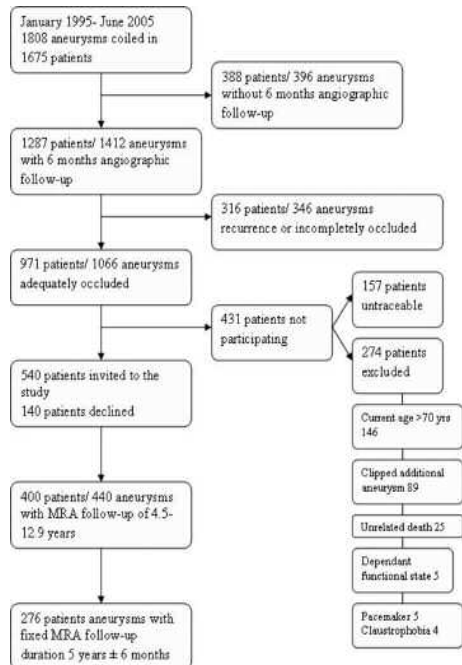 January 1995- June 2005
1808 aneurysms coiled in
1675 patients
388 patients/ 396 aneurysms
without 6 months angiographic
follow-up
1287 patients/ 1412 aneurysms
with 6 months angiographic
follow-up
316 patients/ 346 aneurysms
recurrence or incompletely occluded
971 patients/ 1066 aneurysms
adequately occluded
431 patients not
participating
157 patients
untraceable
274 patients
excluded
540 patients invited to the
study
140 patients declined
Current age >70 yrs
146
Clipped additional
aneurysm 89
Unrelated death 25
Dependant
functional state 5
Pacemaker 5
Claustrophobia 4
400 patients/ 440 aneurysms
with MRA follow-up of 4.5-
12.9 years
276 patients aneurysms with
fixed MRA follow-up
duration 5 years ± 6 months